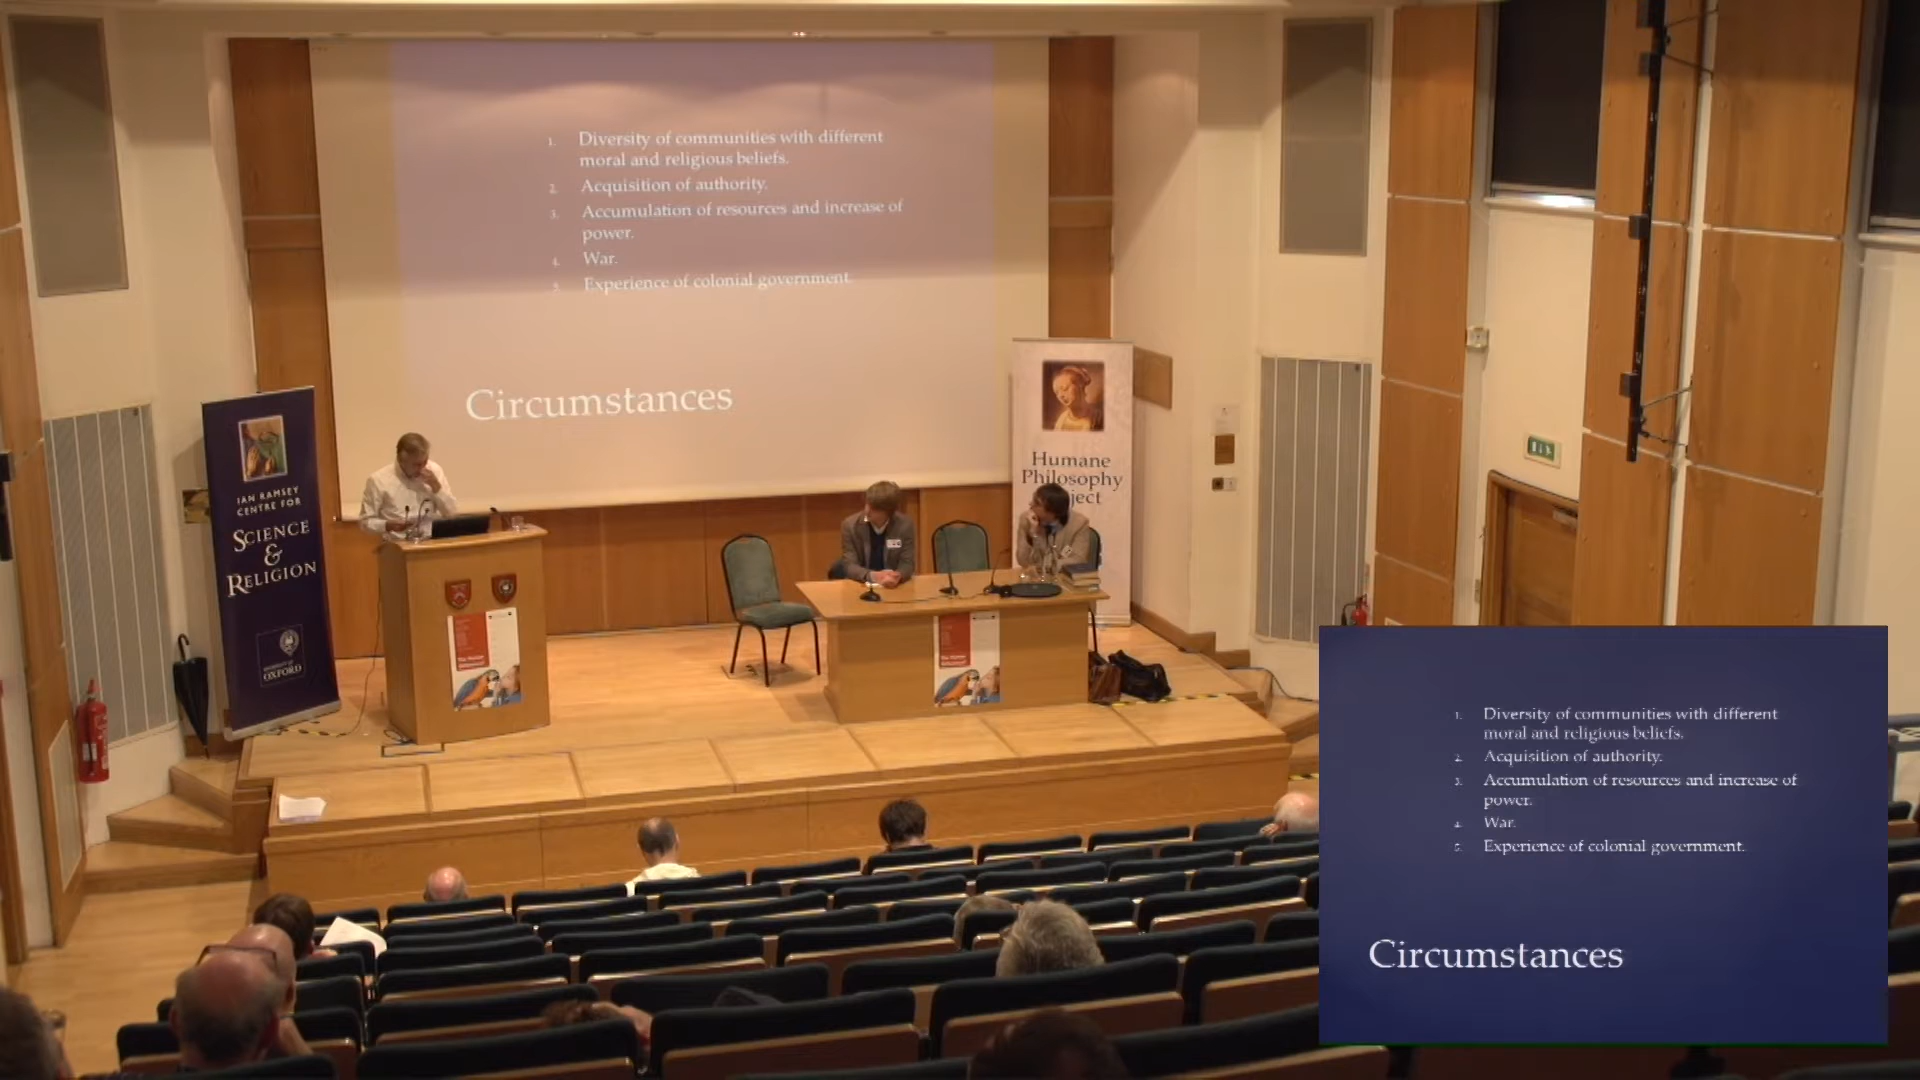 1. Diversity of communities with different
moral and religious beliefs.
2. Acquisition of authority.
3. Accumulation of resources and increase of
power.
4. War.
5. Experience of colonial government.
Circumstances
IAN RAMSEY
CENTRE FOR
SCIENCE
&
RELIGION
UNIVERSITY OF
OXFORD
Humane
Philosophy
ject
1. Diversity of communities with different
moral and religious beliefs.
2. Acquisition of authority.
3. Accumulation of resources and increase of
power.
4. War.
5. Experience of colonial government.
Circumstances